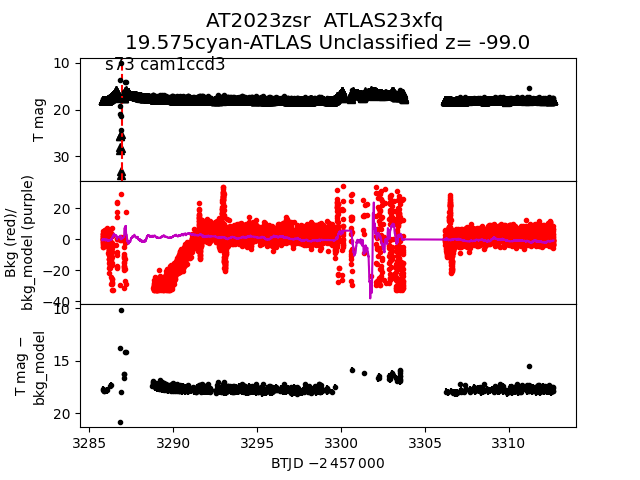 AT2023zsr  ATLAS23xfq
19.575cyan-ATLAS Unclassified z= -99.0
s73 cam1ccd3
T mag
10
20
30
Bkg (red)/
bkg_model (purple)
20
0
−20
−40
T mag −
bkg_model
10
15
20
3285
3290
3295
3300
3305
3310
BTJD −2 457 000